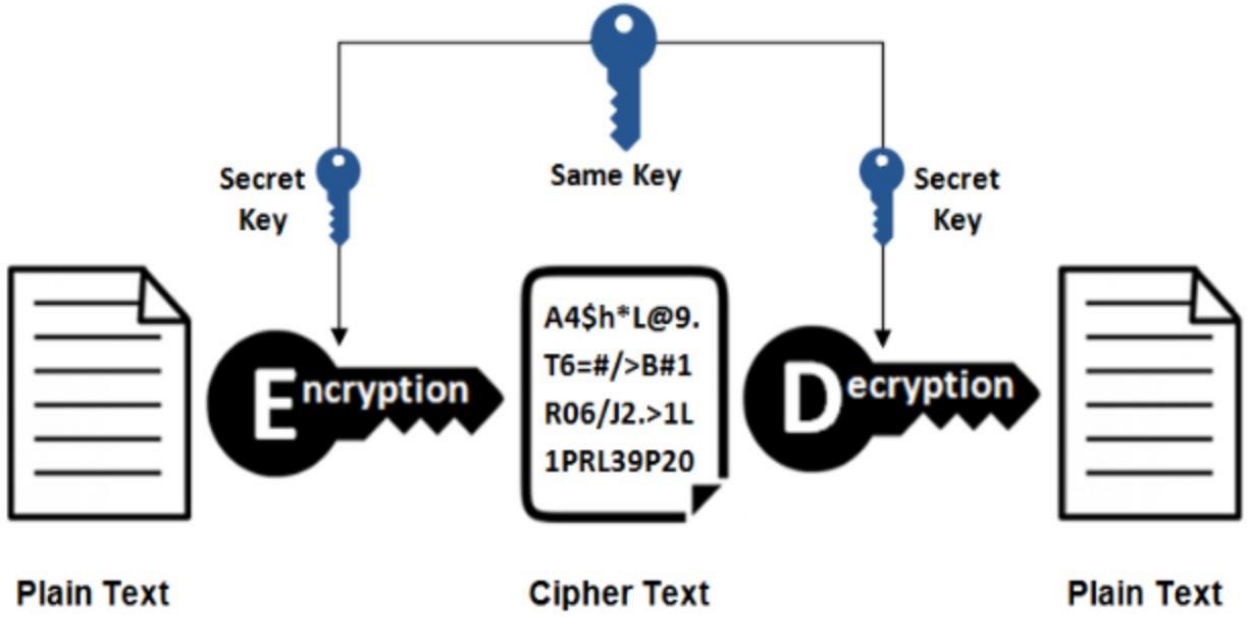 Same Key
Secret
Key
Secret
Key
Encryption
A4$h*L@9.
T6=#/>B#1
R06/J2.>1L
1PRL39P20
Decryption
Plain Text
Cipher Text
Plain Text